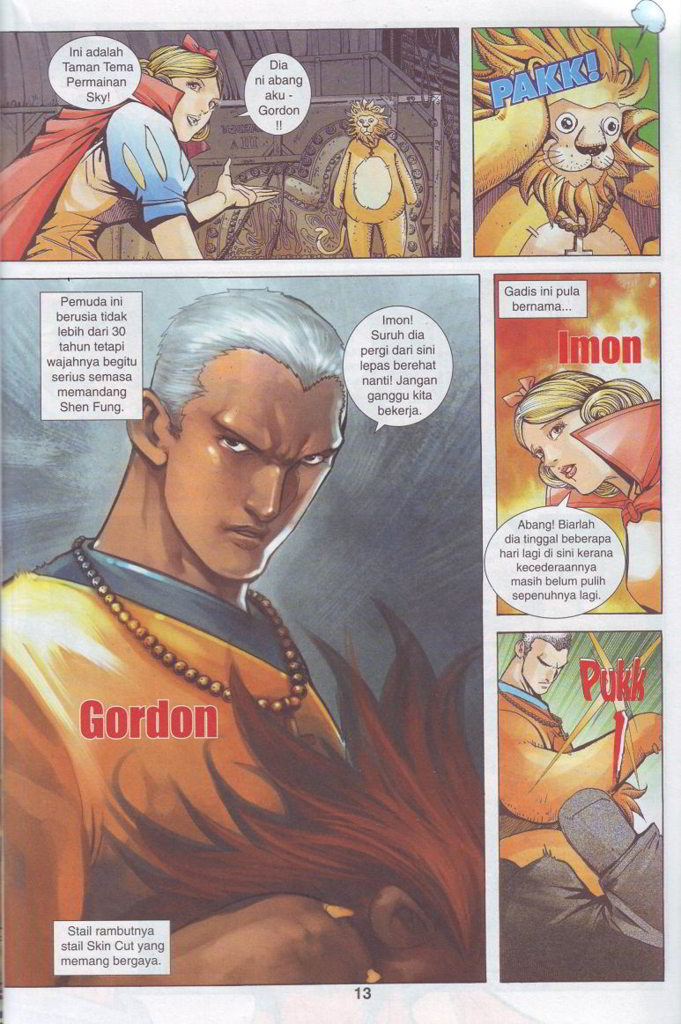 Ini adalah
Taman Tema
Permainan
Sky!
Dia
ni abang
aku -
Gordon
!!
PAKK!
Pemuda ini
berusia tidak
lebih dari 30
tahun tetapi
wajahnya begitu
serius semasa
memandang
Shen Fung.
Imon!
Suruh dia
pergi dari sini
lepas berehat
nanti! Jangan
ganggu kita
bekerja.
Gordon
Stail rambutnya
stail Skin Cut yang
memang bergaya.
Gadis ini pula
bernama...
Imon
Abang! Biarlah
dia tinggal beberapa
hari lagi di sini kerana
kecederaannya
masih belum pulih
sepenuhnya lagi.
Pukk
!
13